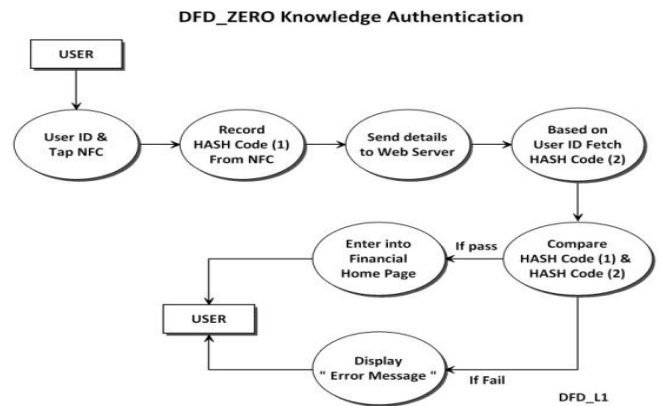 DFD_ZERO Knowledge Authentication
USER
User ID &
Tap NFC
Record
HASH Code (1)
From NFC
Send details
to Web Server
Based on
User ID Fetch
HASH Code (2)
Enter into
Financial
Home Page
If pass
Compare
HASH Code (1) &
HASH Code (2)
USER
Display
" Error Message "
If Fail
DFD_L1